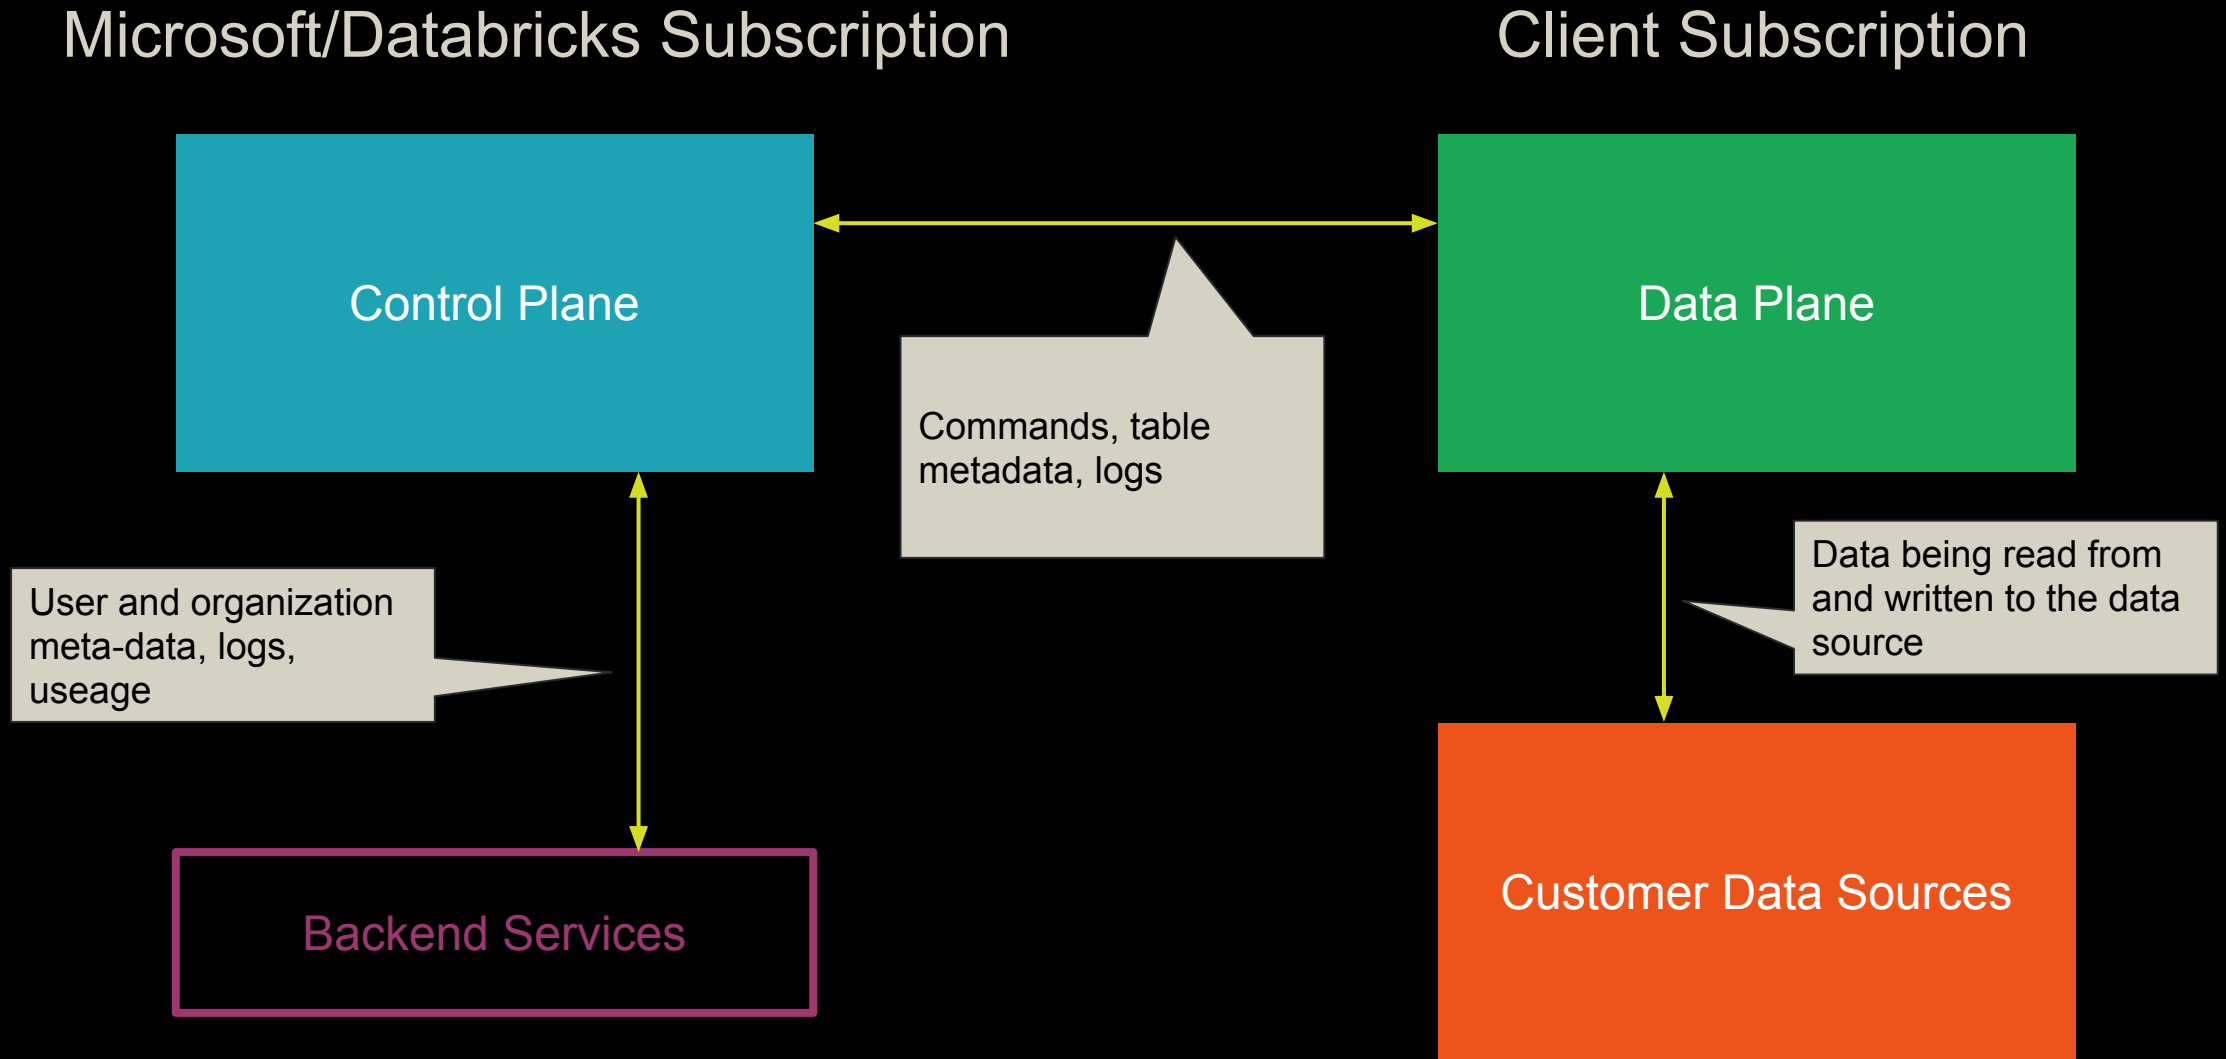 Microsoft/Databricks Subscription
Client Subscription
Control Plane
Data Plane
Commands, table
metadata, logs
User and organization
meta-data, logs,
useage
Data being read from
and written to the data
source
Backend Services
Customer Data Sources